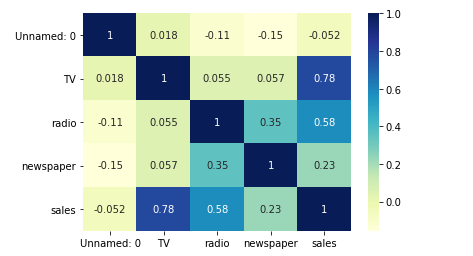 Unnamed: 0 1 0.018 -0.11 -0.15 -0.052
TV 0.018 1 0.055 0.057 0.78
radio -0.11 0.055 1 0.35 0.58
newspaper -0.15 0.057 0.35 1 0.23
sales -0.052 0.78 0.58 0.23 1
Unnamed: 0 TV radio newspaper sales
1.0
0.8
0.6
0.4
0.2
0.0